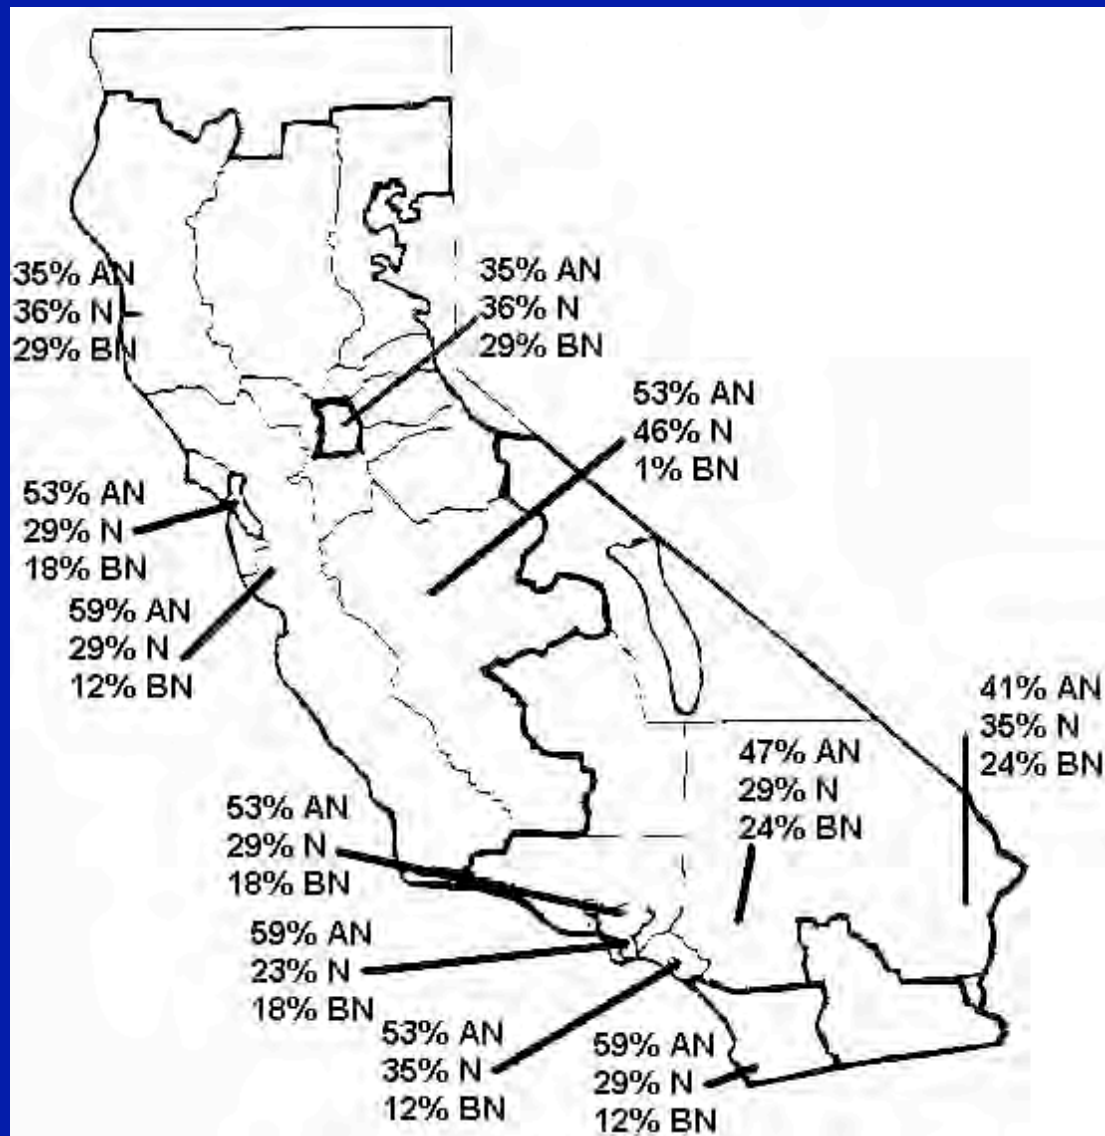 35% AN
36% N
29% BN
35% AN
36% N
29% BN
53% AN
46% N
1% BN
53% AN
29% N
18% BN
59% AN
29% N
12% BN
41% AN
35% N
24% BN
47% AN
29% N
24% BN
53% AN
29% N
18% BN
59% AN
23% N
18% BN
53% AN
35% N
12% BN
59% AN
29% N
12% BN